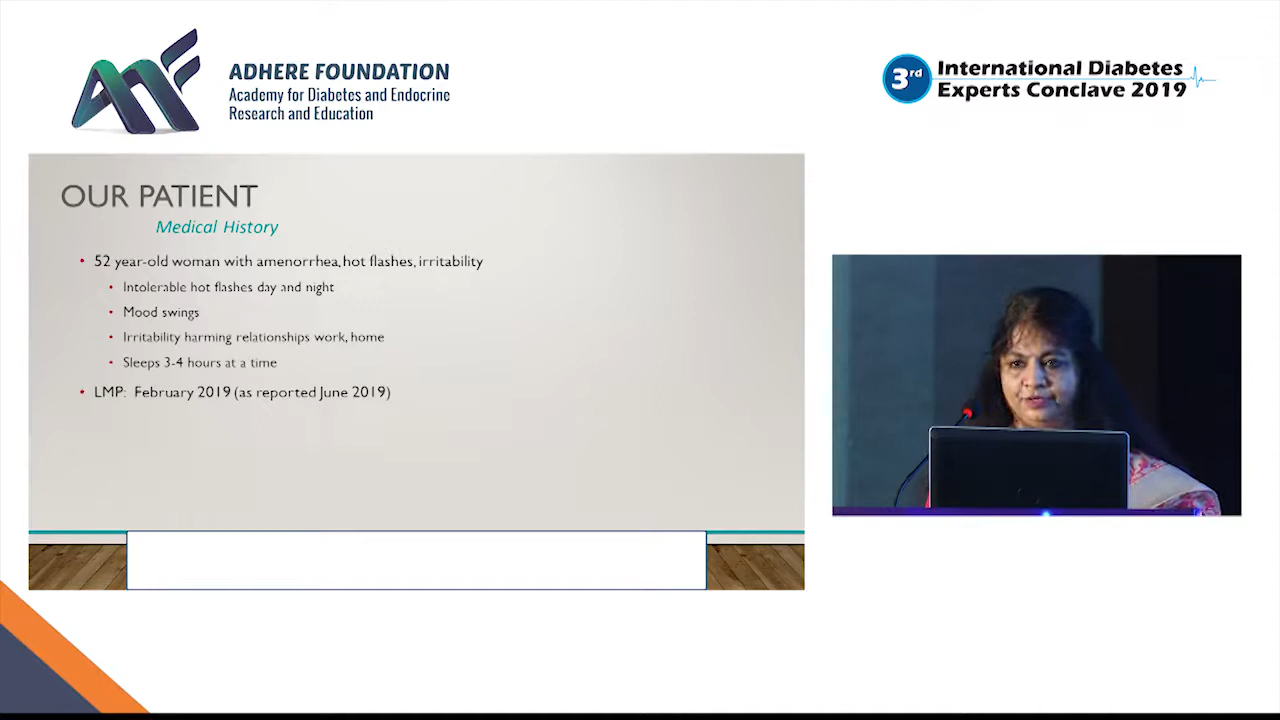 ADHERE FOUNDATION
Academy for Diabetes and Endocrine
Research and Education
3rd
International Diabetes
Experts Conclave 2019
OUR PATIENT
Medical History
• 52 year-old woman with amenorrhea, hot flashes, irritability
• Intolerable hot flashes day and night
• Mood swings
• Irritability harming relationships work, home
• Sleeps 3-4 hours at a time
• LMP: February 2019 (as reported June 2019)